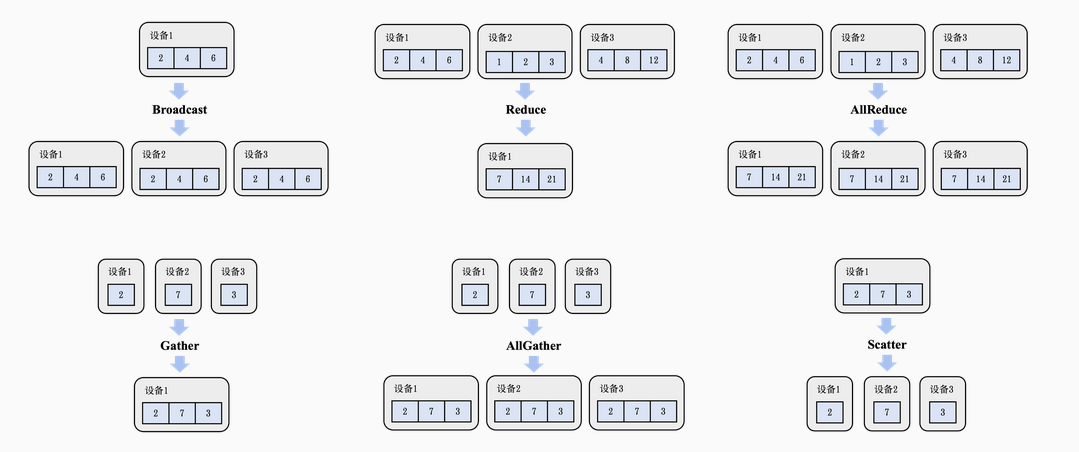 设备1
2 4 6
Broadcast
设备1 设备2 设备3
2 4 6 2 4 6 2 4 6
设备1 设备2 设备3
2 4 6 1 2 3 4 8 12
Reduce
设备1
7 14 21
设备1 设备2 设备3
2 4 6 1 2 3 4 8 12
AllReduce
设备1 设备2 设备3
7 14 21 7 14 21 7 14 21
设备1 设备2 设备3
2 7 3
Gather
设备1
2 7 3
设备1 设备2 设备3
2 7 3
AllGather
设备1 设备2 设备3
2 7 3 2 7 3 2 7 3
设备1
2 7 3
Scatter
设备1 设备2 设备3
2 7 3